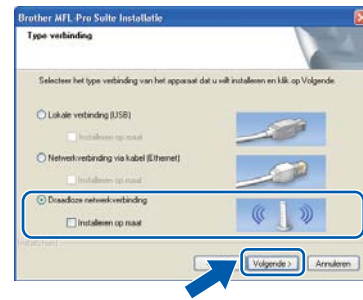 Brother MFL-Pro Suite Installatie
Type verbinding
Selecteer het type verbinding van het apparaat dat u wilt installeren en klik op Volgende.
Lokale verbinding (USB)
Installeren op maat
Netwerkverbinding via kabel (Ethernet)
Installeren op maat
Draadloze netwerkverbinding
Installeren op maat
InstallShield
Volgende >
Annuleren